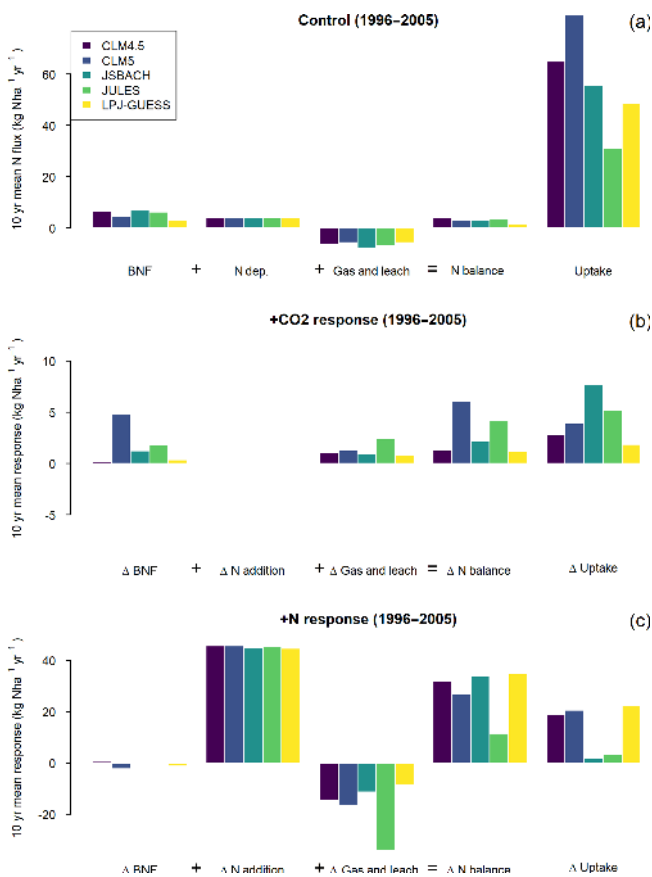 Control (1996–2005)
(a)
CLM4.5
CLM5
JSBACH
JULES
LPJ-GUESS
10 yr mean N flux (kg Nha⁻¹ yr⁻¹)
60
40
20
0
BNF + N dep. + Gas and leach = N balance Uptake
+CO2 response (1996–2005)
(b)
10 yr mean response (kg Nha⁻¹ yr⁻¹)
10
5
0
-5
Δ BNF + Δ N addition + Δ Gas and leach = Δ N balance Δ Uptake
+N response (1996–2005)
(c)
10 yr mean response (kg Nha⁻¹ yr⁻¹)
40
20
0
-20
Δ BNF + Δ N addition + Δ Gas and leach = Δ N balance Δ Uptake